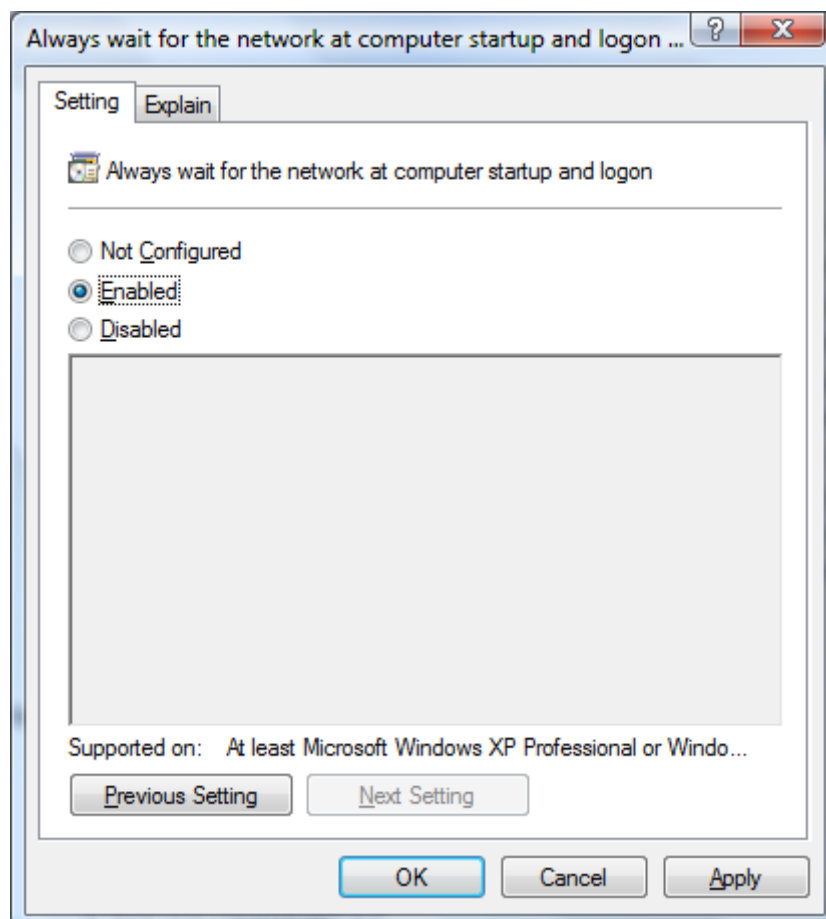 Always wait for the network at computer startup and logon ...
Setting Explain
Always wait for the network at computer startup and logon
Not Configured
Enabled
Disabled
Supported on: At least Microsoft Windows XP Professional or Windo...
Previous Setting Next Setting
OK Cancel Apply